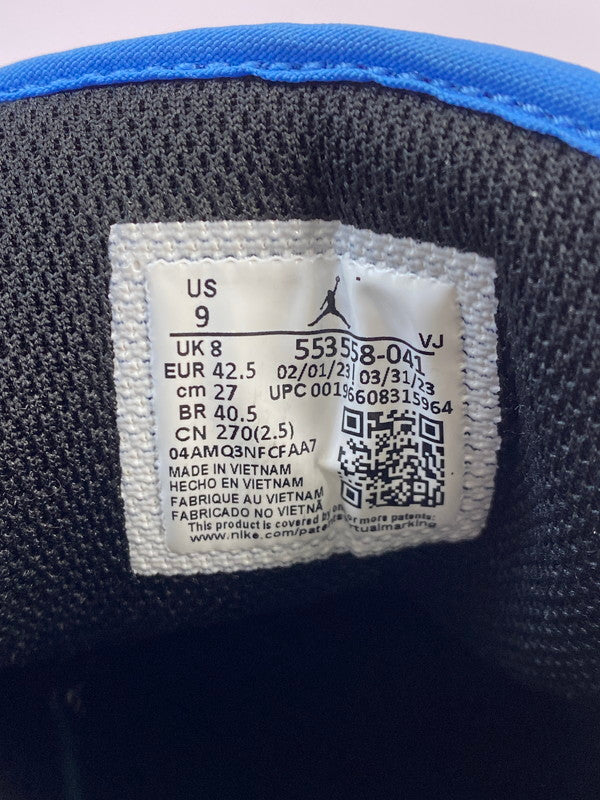 US
9
VJ
UK 8
553558-041
EUR 42.5
02/01/23 03/31/23
cm 27
UPC 00196608315964
BR 40.5
CN 270(2.5)
04AMQ3NFCFAA7
MADE IN VIETNAM
HECHO EN VIETNAM
FABRIQUE AU VIETNAM
FABRICADO NO VIETNÃ
This product is covered by or more patents:
www.nike.com/pate rtualmarking